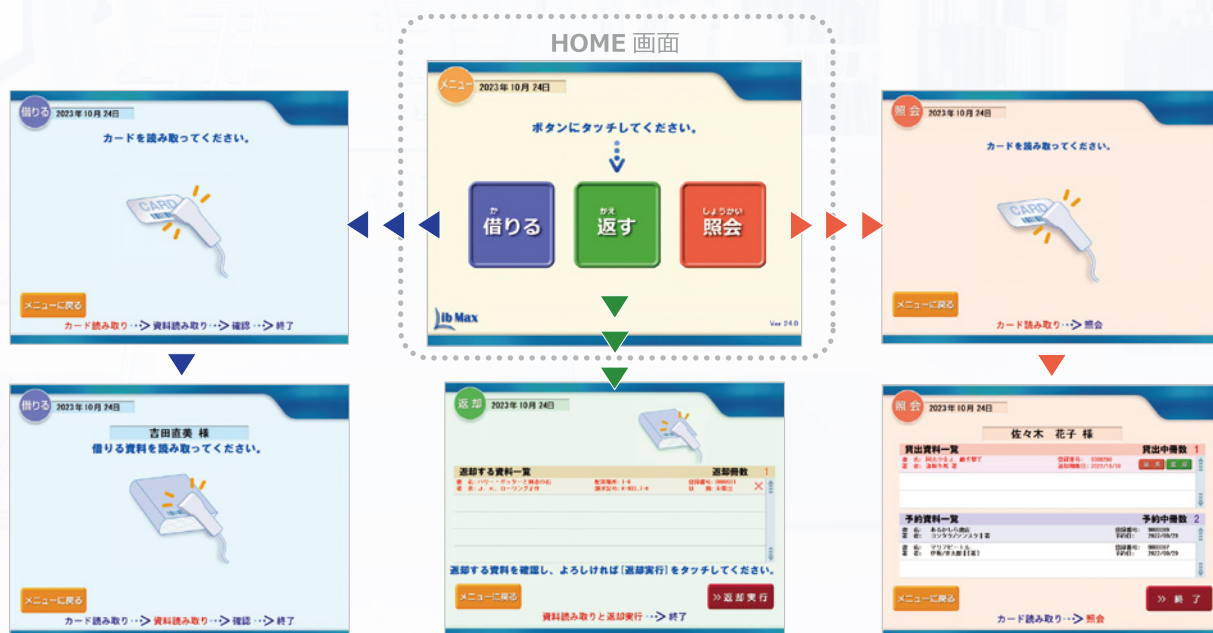 HOME 画面
メニュー 2023年10月24日
ボタンにタッチしてください。
か
借りる
かえ
返す
しょうかい
照会
Lib Max
Ver 24.0
借りる 2023年10月24日
カードを読み取ってください。
CARD
メニューに戻る
カード読み取り ‥> 資料読み取り ‥> 確認 ‥> 終了
借りる 2023年10月24日
吉田直美 様
借りる資料を読み取ってください。
メニューに戻る
カード読み取り ‥> 資料読み取り ‥> 確認 ‥> 終了
返却 2023年10月24日
返却する資料一覧 返却冊数 1
書 名: ハリー・ポッターと
著 者: J. K. ローリング
返却する資料を確認し、よろしければ[返却実行]をタッチしてください。
メニューに戻る
≫返却実行
資料読み取りと返却実行 ‥> 終了
照会 2023年10月24日
カードを読み取ってください。
CARD
メニューに戻る
カード読み取り ‥> 照会
照会 2023年10月24日
佐々木 花子 様
貸出資料一覧 貸出中冊数 1
予約資料一覧 予約中冊数 2
メニューに戻る
≫ 終 了
カード読み取り ‥> 照会